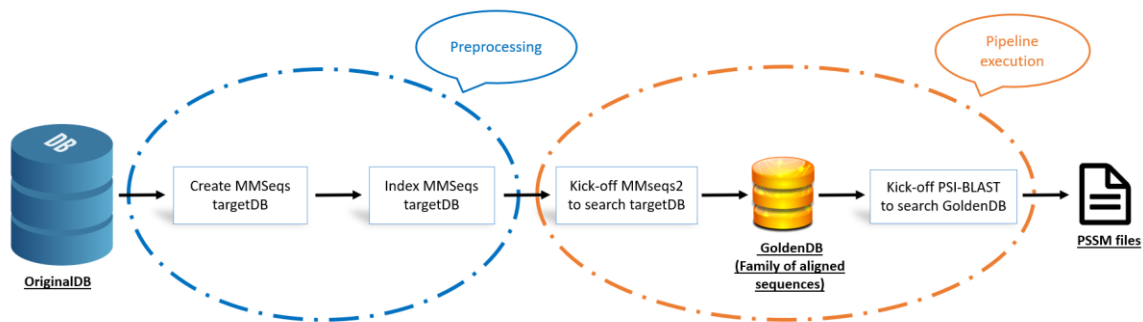 Preprocessing
Pipeline
execution
DB
Create MMSeqs
targetDB
Index MMSeqs
targetDB
Kick-off MMseqs2
to search targetDB
Kick-off PSI-BLAST
to search GoldenDB
OriginalDB
GoldenDB
(Family of aligned
sequences)
PSSM files